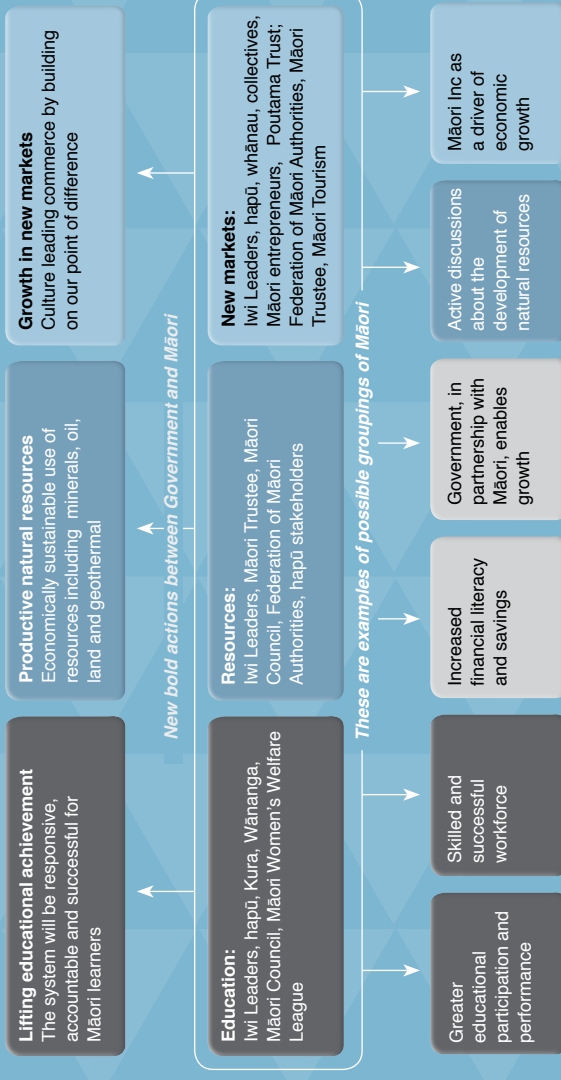 Lifting educational achievement
The system will be responsive,
accountable and successful for
Māori learners
Productive natural resources
Economically sustainable use of
resources including minerals, oil,
land and geothermal
Growth in new markets
Culture leading commerce by building
on our point of difference
New bold actions between Government and Māori
Education:
Iwi Leaders, hapū, Kura, Wānanga,
Māori Council, Māori Women's Welfare
League
Resources:
Iwi Leaders, Māori Trustee, Māori
Council, Federation of Māori
Authorities, hapū stakeholders
New markets:
Iwi Leaders, hapū, whānau, collectives,
Māori entrepreneurs, Poutama Trust;
Federation of Māori Authorities, Māori
Trustee, Māori Tourism
These are examples of possible groupings of Māori
Greater
educational
participation and
performance
Skilled and
successful
workforce
Increased
financial literacy
and savings
Government, in
partnership with
Māori, enables
growth
Active discussions
about the
development of
natural resources
Māori Inc as
a driver of
economic
growth